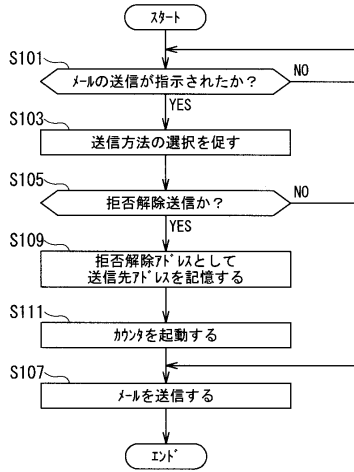 スタート
S101
メールの送信が指示されたか？
NO
YES
S103
送信方法の選択を促す
S105
拒否解除送信か？
NO
YES
S109
拒否解除アドレスとして
送信先アドレスを記憶する
S111
カウンタを起動する
S107
メールを送信する
エンド